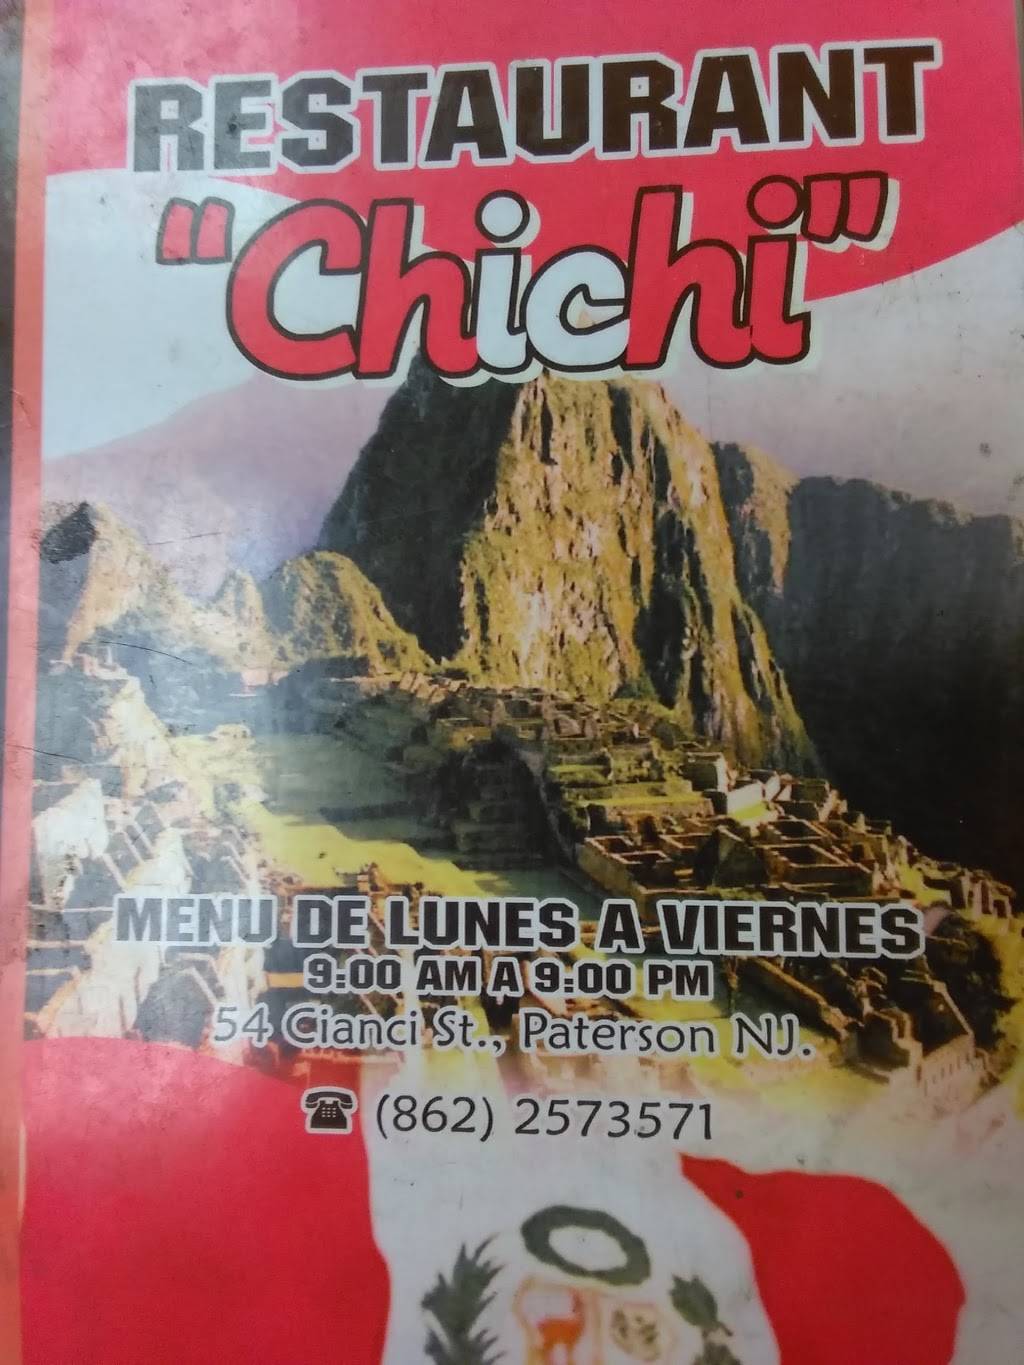 RESTAURANT
"Chichi"
MENU DE LUNES A VIERNES
9:00 AM A 9:00 PM
54 Cianci St., Paterson NJ.
☎ (862) 2573571